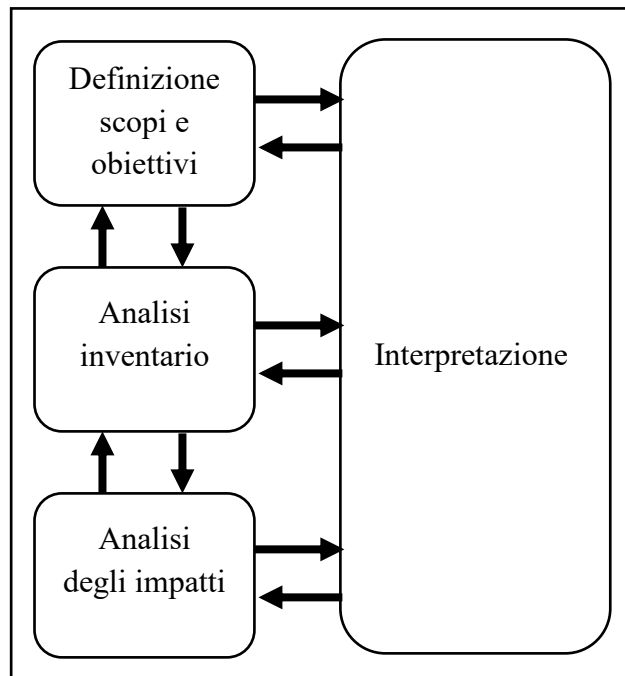 Definizione
scopi e
obiettivi
Analisi
inventario
Interpretazione
Analisi
degli impatti